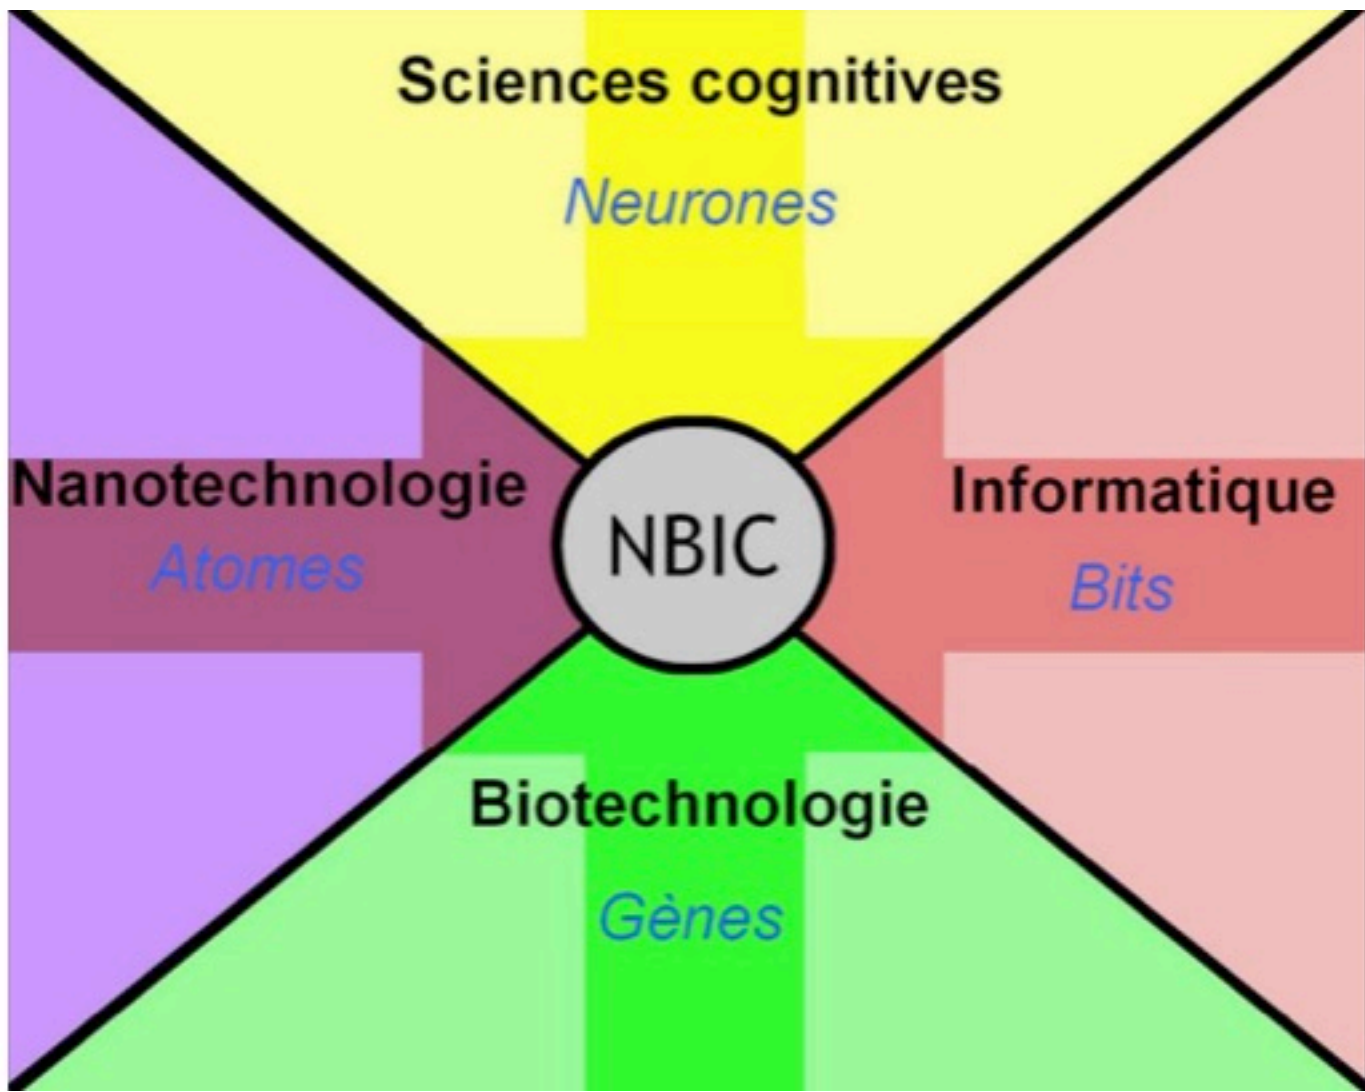 Sciences cognitives
Neurones
Nanotechnologie
Atomes
NBIC
Informatique
Bits
Biotechnologie
Gènes